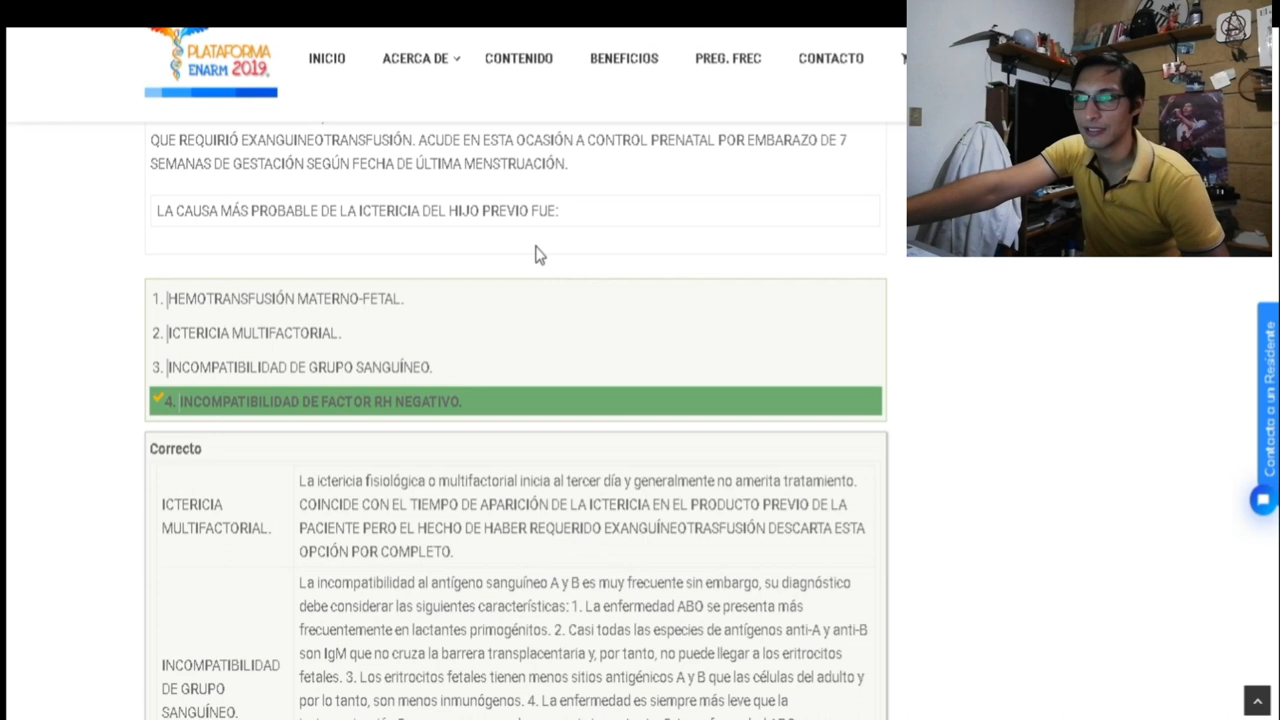 PLATAFORMA
ENARM 2019
INICIO ACERCA DE CONTENIDO BENEFICIOS PREG. FREC CONTACTO
QUE REQUIRIÓ EXANGUINEOTRANSFUSIÓN. ACUDE EN ESTA OCASIÓN A CONTROL PRENATAL POR EMBARAZO DE 7
SEMANAS DE GESTACIÓN SEGÚN FECHA DE ÚLTIMA MENSTRUACIÓN.
LA CAUSA MÁS PROBABLE DE LA ICTERICIA DEL HIJO PREVIO FUE:
1. HEMOTRANSFUSIÓN MATERNO-FETAL.
2. ICTERICIA MULTIFACTORIAL.
3. INCOMPATIBILIDAD DE GRUPO SANGUÍNEO.
4. INCOMPATIBILIDAD DE FACTOR RH NEGATIVO.
Correcto
ICTERICIA
MULTIFACTORIAL.
La ictericia fisiológica o multifactorial inicia al tercer día y generalmente no amerita tratamiento.
COINCIDE CON EL TIEMPO DE APARICIÓN DE LA ICTERICIA EN EL PRODUCTO PREVIO DE LA
PACIENTE PERO EL HECHO DE HABER REQUERIDO EXANGUÍNEOTRASFUSIÓN DESCARTA ESTA
OPCIÓN POR COMPLETO.
INCOMPATIBILIDAD
DE GRUPO
SANGUÍNEO.
La incompatibilidad al antígeno sanguíneo A y B es muy frecuente sin embargo, su diagnóstico
debe considerar las siguientes características: 1. La enfermedad ABO se presenta más
frecuentemente en lactantes primogénitos. 2. Casi todas las especies de antígenos anti-A y anti-B
son IgM que no cruza la barrera transplacentaria y, por tanto, no puede llegar a los eritrocitos
fetales. 3. Los eritrocitos fetales tienen menos sitios antigénicos A y B que las células del adulto y
por lo tanto, son menos inmunógenos. 4. La enfermedad es siempre más leve que la
Contacto a un Residente